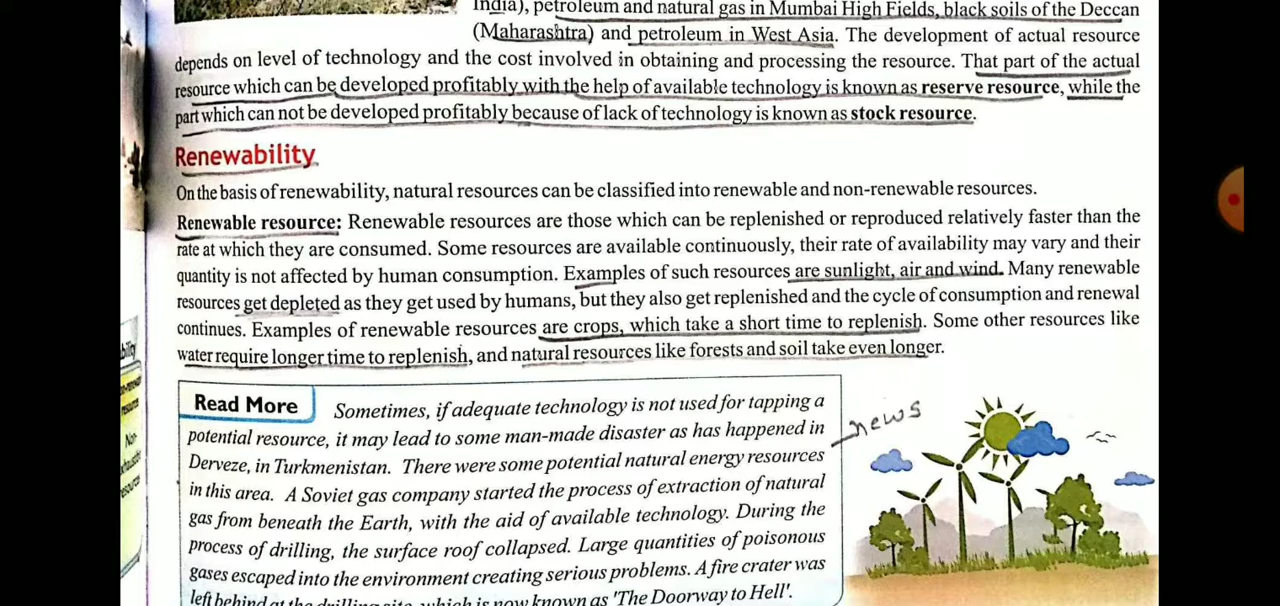 India), petroleum and natural gas in Mumbai High Fields, black soils of the Deccan
(Maharashtra) and petroleum in West Asia. The development of actual resource
depends on level of technology and the cost involved in obtaining and processing the resource. That part of the actual
resource which can be developed profitably with the help of available technology is known as reserve resource, while the
part which can not be developed profitably because of lack of technology is known as stock resource.
Renewability
On the basis of renewability, natural resources can be classified into renewable and non-renewable resources.
Renewable resource: Renewable resources are those which can be replenished or reproduced relatively faster than the
rate at which they are consumed. Some resources are available continuously, their rate of availability may vary and their
quantity is not affected by human consumption. Examples of such resources are sunlight, air and wind. Many renewable
resources get depleted as they get used by humans, but they also get replenished and the cycle of consumption and renewal
continues. Examples of renewable resources are crops, which take a short time to replenish. Some other resources like
water require longer time to replenish, and natural resources like forests and soil take even longer.
Read More Sometimes, if adequate technology is not used for tapping a
potential resource, it may lead to some man-made disaster as has happened in
Derveze, in Turkmenistan. There were some potential natural energy resources
in this area. A Soviet gas company started the process of extraction of natural
gas from beneath the Earth, with the aid of available technology. During the
process of drilling, the surface roof collapsed. Large quantities of poisonous
gases escaped into the environment creating serious problems. A fire crater was
left behind at the drilling site, which is now known as 'The Doorway to Hell'.
news
Non-